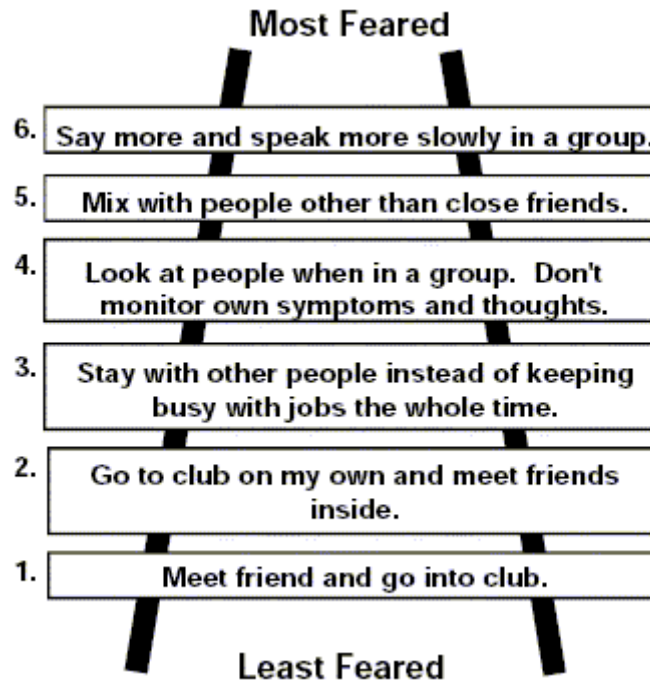 Most Feared
6. Say more and speak more slowly in a group.
5. Mix with people other than close friends.
4. Look at people when in a group. Don't
monitor own symptoms and thoughts.
3. Stay with other people instead of keeping
busy with jobs the whole time.
2. Go to club on my own and meet friends
inside.
1. Meet friend and go into club.
Least Feared